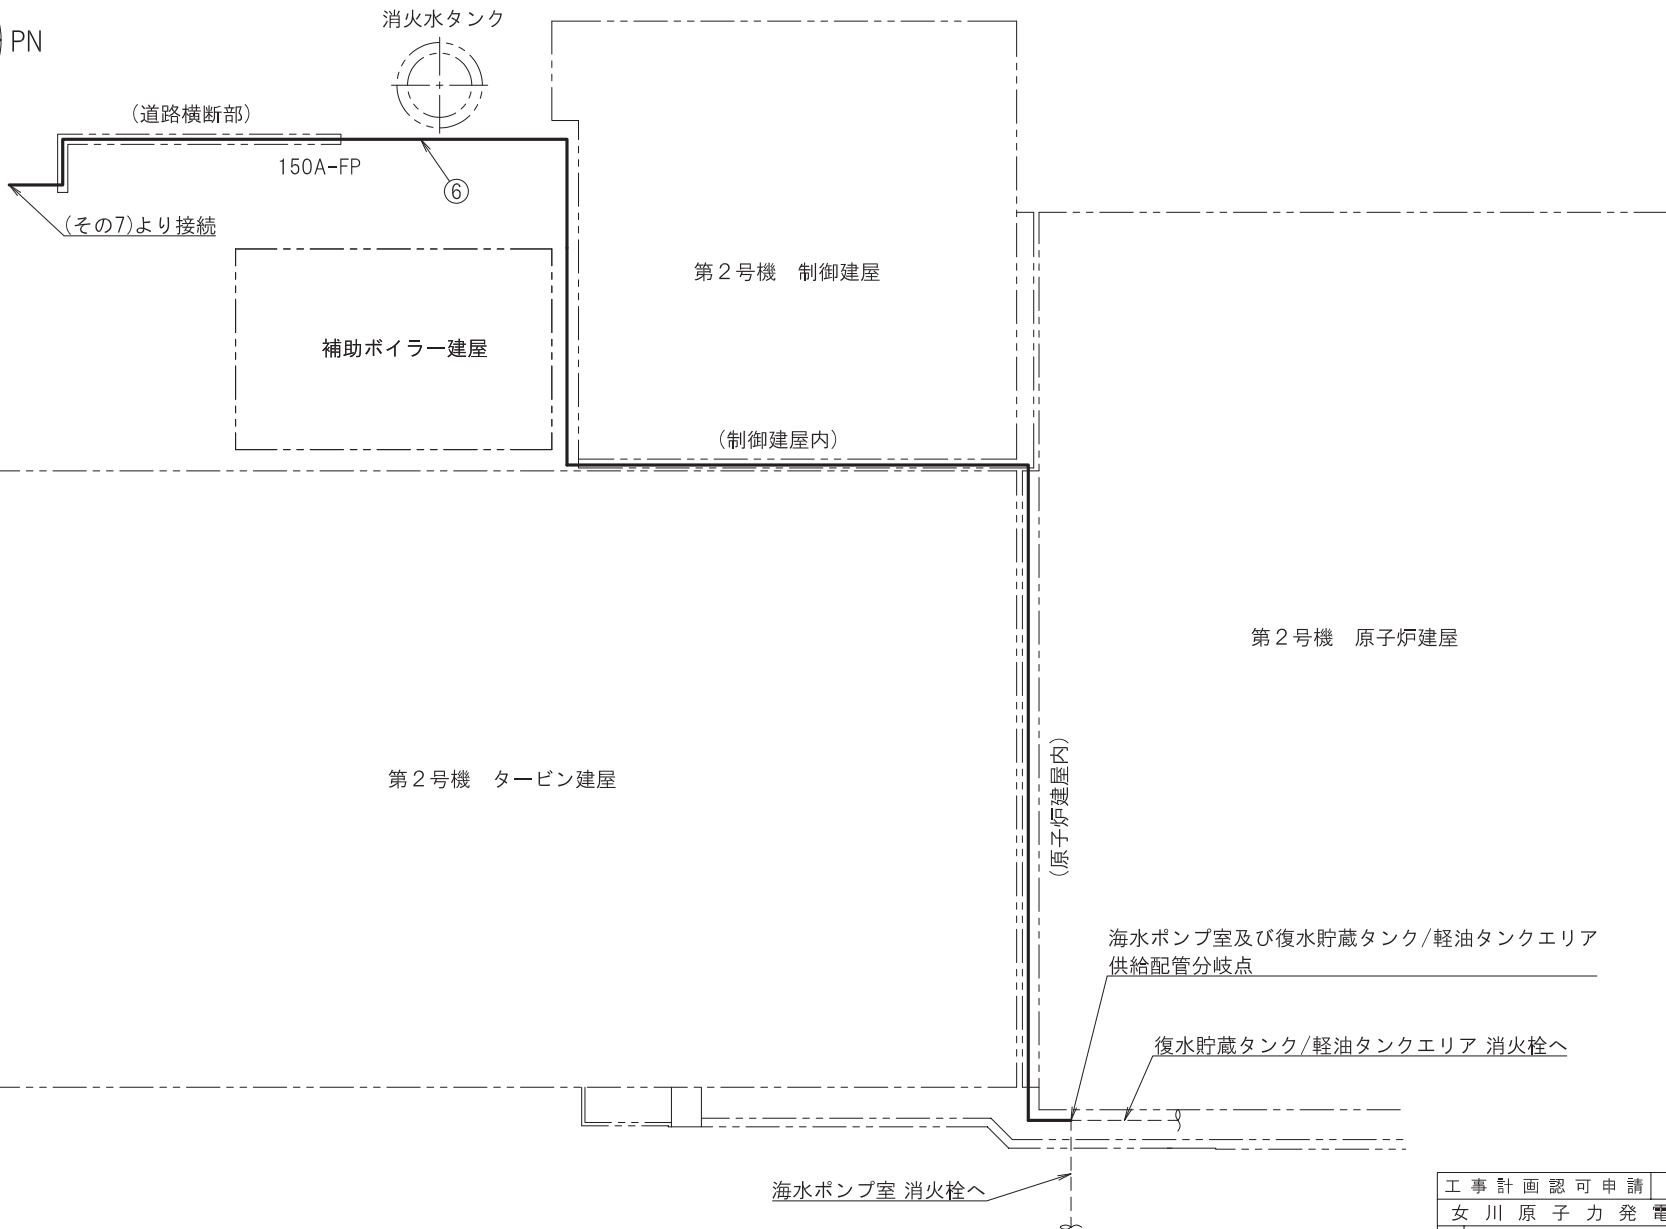 PN
消火水タンク
(道路横断部)
150A-FP
⑥
(その7)より接続
第2号機 制御建屋
補助ボイラー建屋
(制御建屋内)
第2号機 原子炉建屋
第2号機 タービン建屋
(原子炉建屋内)
海水ポンプ室及び復水貯蔵タンク/軽油タンクエリア
供給配管分岐点
復水貯蔵タンク/軽油タンクエリア 消火栓へ
海水ポンプ室 消火栓へ
工事計画認可申請
女川原子力発電